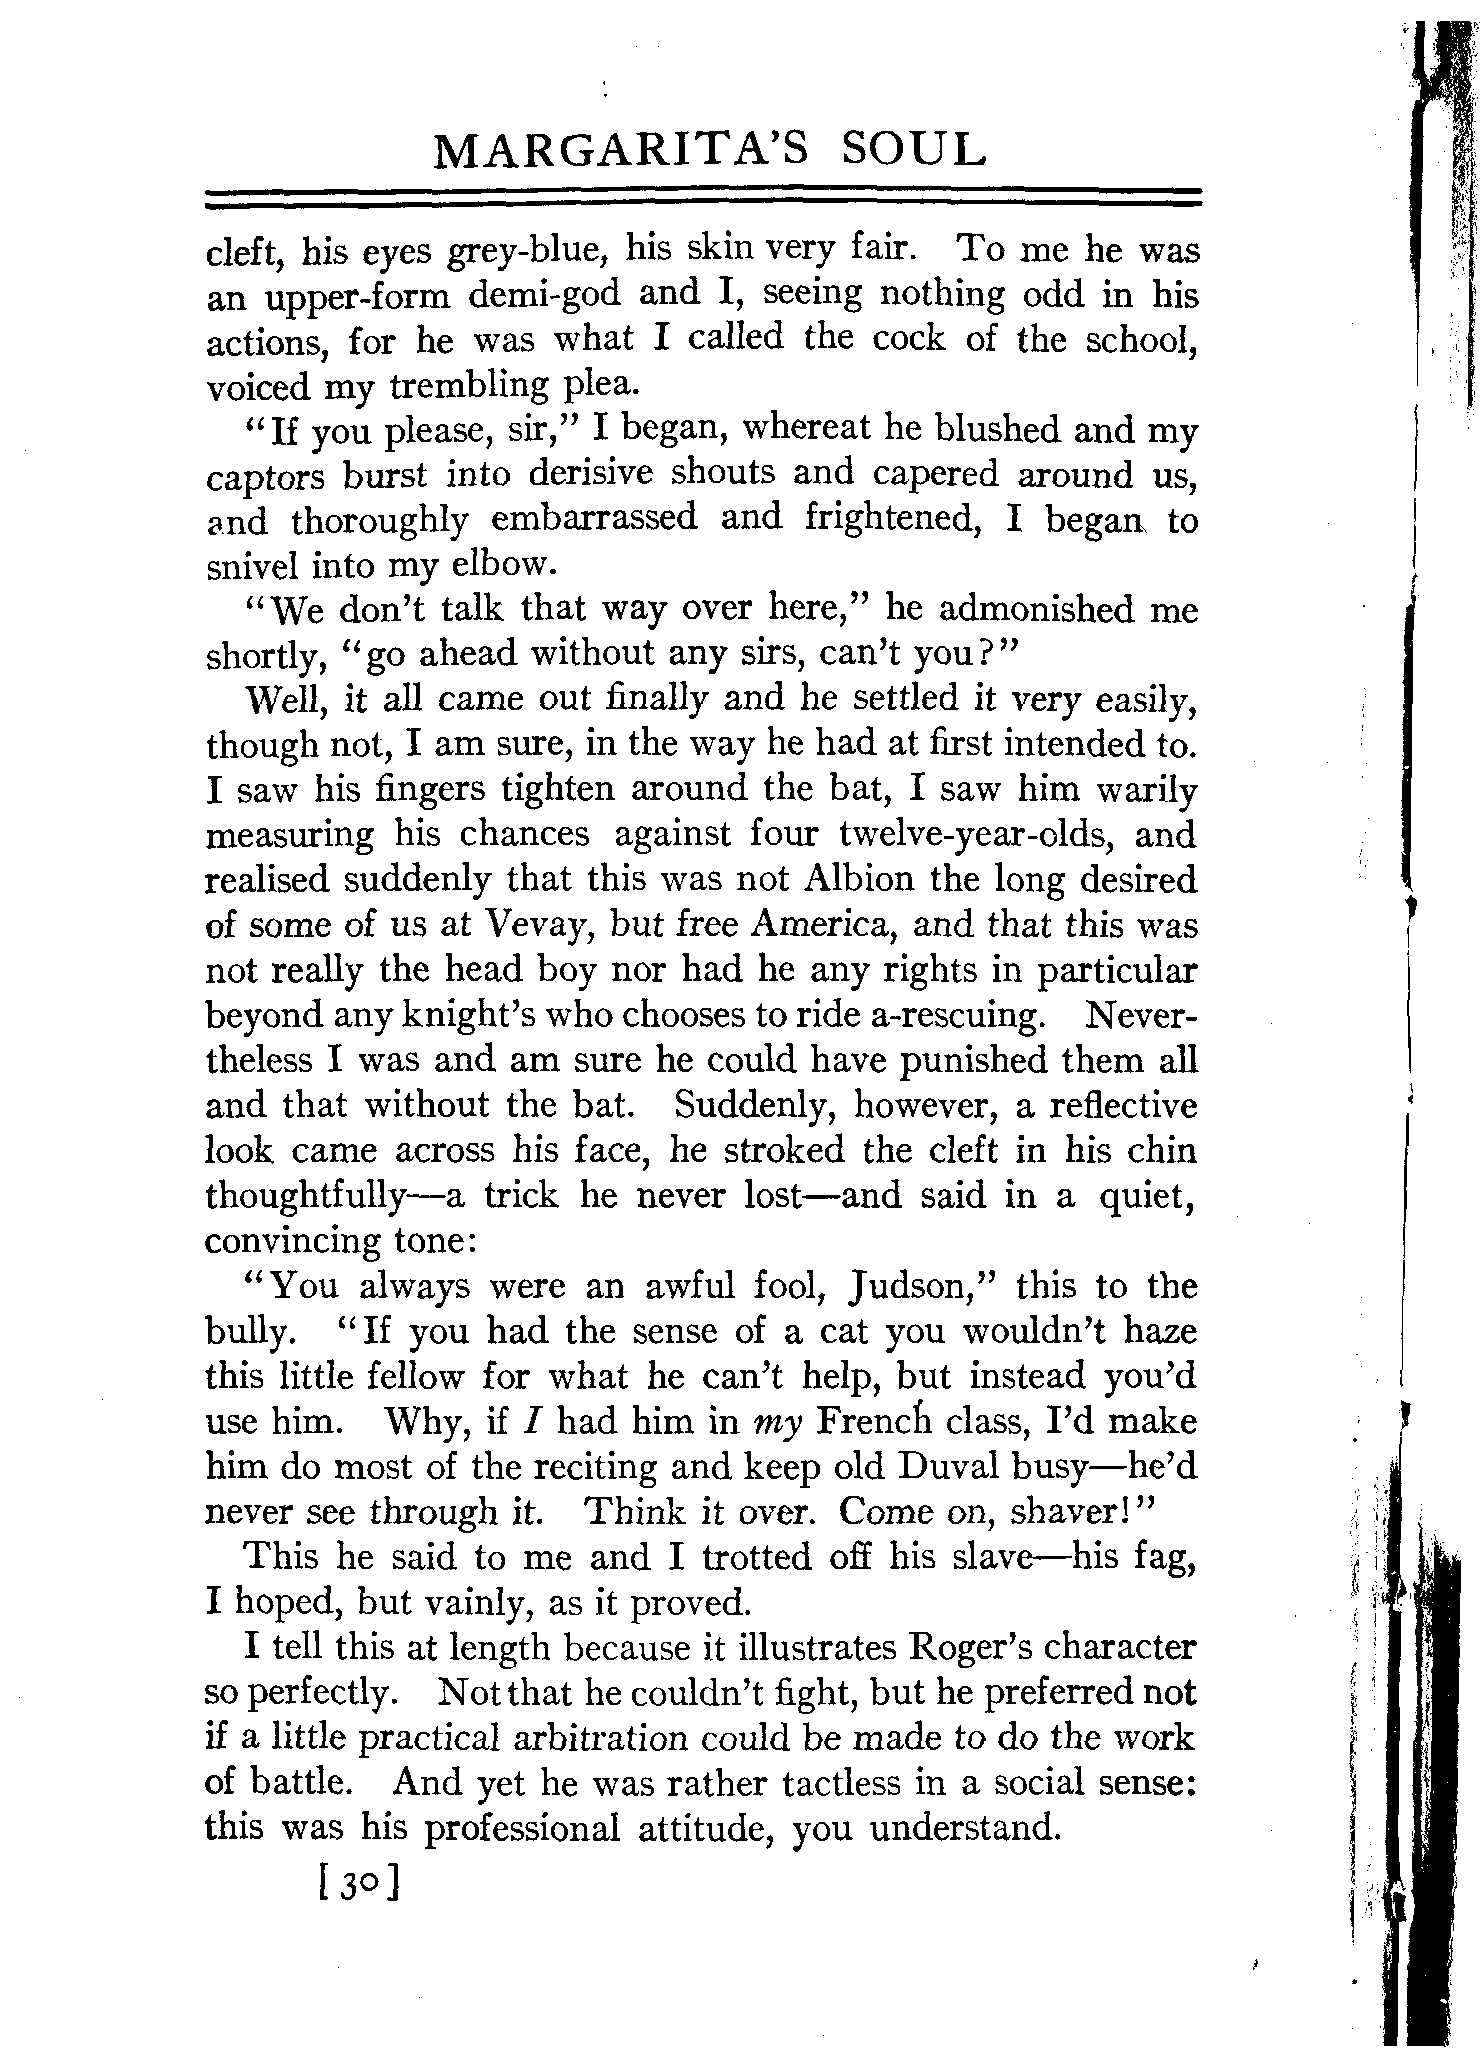 MARGARITA'S SOUL
cleft, his eyes grey-blue, his skin very fair. To me he was
an upper-form demi-god and I, seeing nothing odd in his
actions, for he was what I called the cock of the school,
voiced my trembling plea.
"If you please, sir," I began, whereat he blushed and my
captors burst into derisive shouts and capered around us,
and thoroughly embarrassed and frightened, I began to
snivel into my elbow.
"We don't talk that way over here," he admonished me
shortly, "go ahead without any sirs, can't you?"
Well, it all came out finally and he settled it very easily,
though not, I am sure, in the way he had at first intended to.
I saw his fingers tighten around the bat, I saw him warily
measuring his chances against four twelve-year-olds, and
realised suddenly that this was not Albion the long desired
of some of us at Vevay, but free America, and that this was
not really the head boy nor had he any rights in particular
beyond any knight's who chooses to ride a-rescuing. Never-
theless I was and am sure he could have punished them all
and that without the bat. Suddenly, however, a reflective
look came across his face, he stroked the cleft in his chin
thoughtfully—a trick he never lost—and said in a quiet,
convincing tone:
"You always were an awful fool, Judson," this to the
bully. "If you had the sense of a cat you wouldn't haze
this little fellow for what he can't help, but instead you'd
use him. Why, if I had him in my French class, I'd make
him do most of the reciting and keep old Duval busy—he'd
never see through it. Think it over. Come on, shaver!"
This he said to me and I trotted off his slave—his fag,
I hoped, but vainly, as it proved.
I tell this at length because it illustrates Roger's character
so perfectly. Not that he couldn't fight, but he preferred not
if a little practical arbitration could be made to do the work
of battle. And yet he was rather tactless in a social sense:
this was his professional attitude, you understand.
[30]